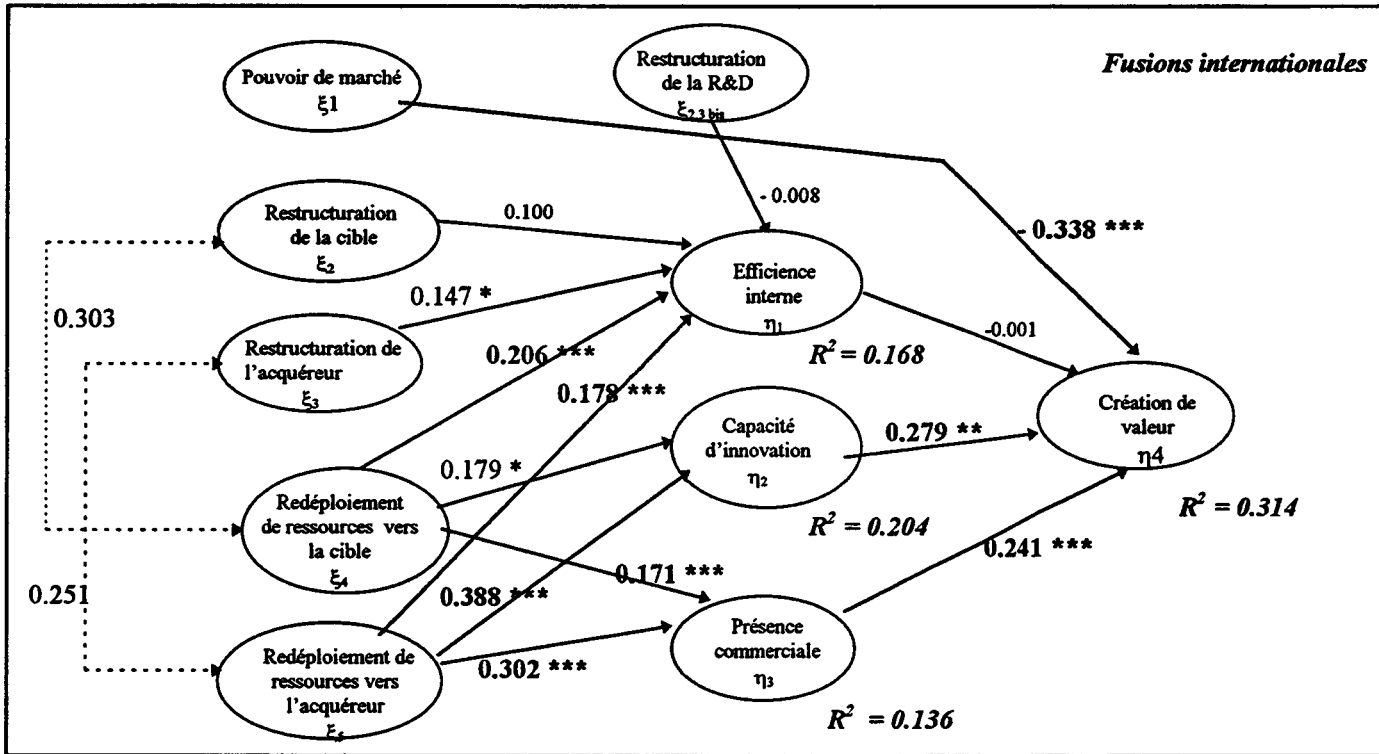 Fusions internationales
Pouvoir de marché
ξ1
Restructuration
de la R&D
ξ2.3 bis
Restructuration
de la cible
ξ2
Restructuration de
l'acquéreur
ξ3
Redéploiement
de ressources vers
la cible
ξ4
Redéploiement de
ressources vers
l'acquéreur
ξ5
0.303
0.251
0.100
- 0.008
0.147 *
0.206 ***
0.178 ***
0.179 *
0.388 ***
0.171 ***
0.302 ***
Efficience
interne
η1
R² = 0.168
Capacité
d'innovation
η2
R² = 0.204
Présence
commerciale
η3
R² = 0.136
- 0.338 ***
-0.001
0.279 **
0.241 ***
Création de
valeur
η4
R² = 0.314